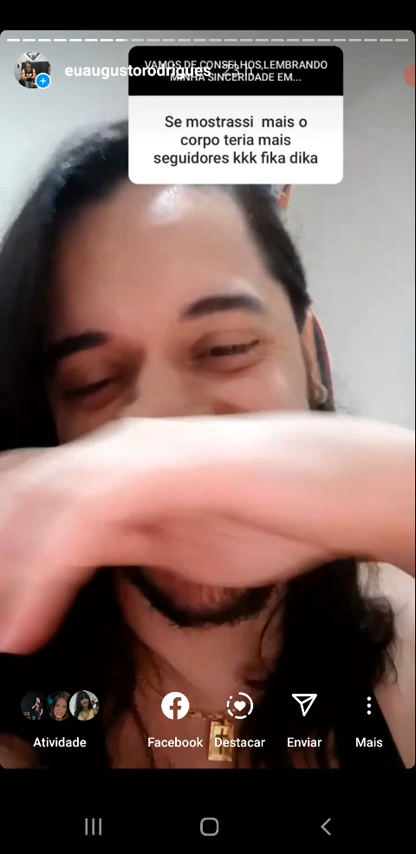 VAMOS DE CONSELHOS,LEMBRANDO
euaugustorodrigues 23 h
MINHA SINCERIDADE EM...
Se mostrassi mais o
corpo teria mais
seguidores kkk fika dika
Atividade
Facebook
Destacar
Enviar
Mais